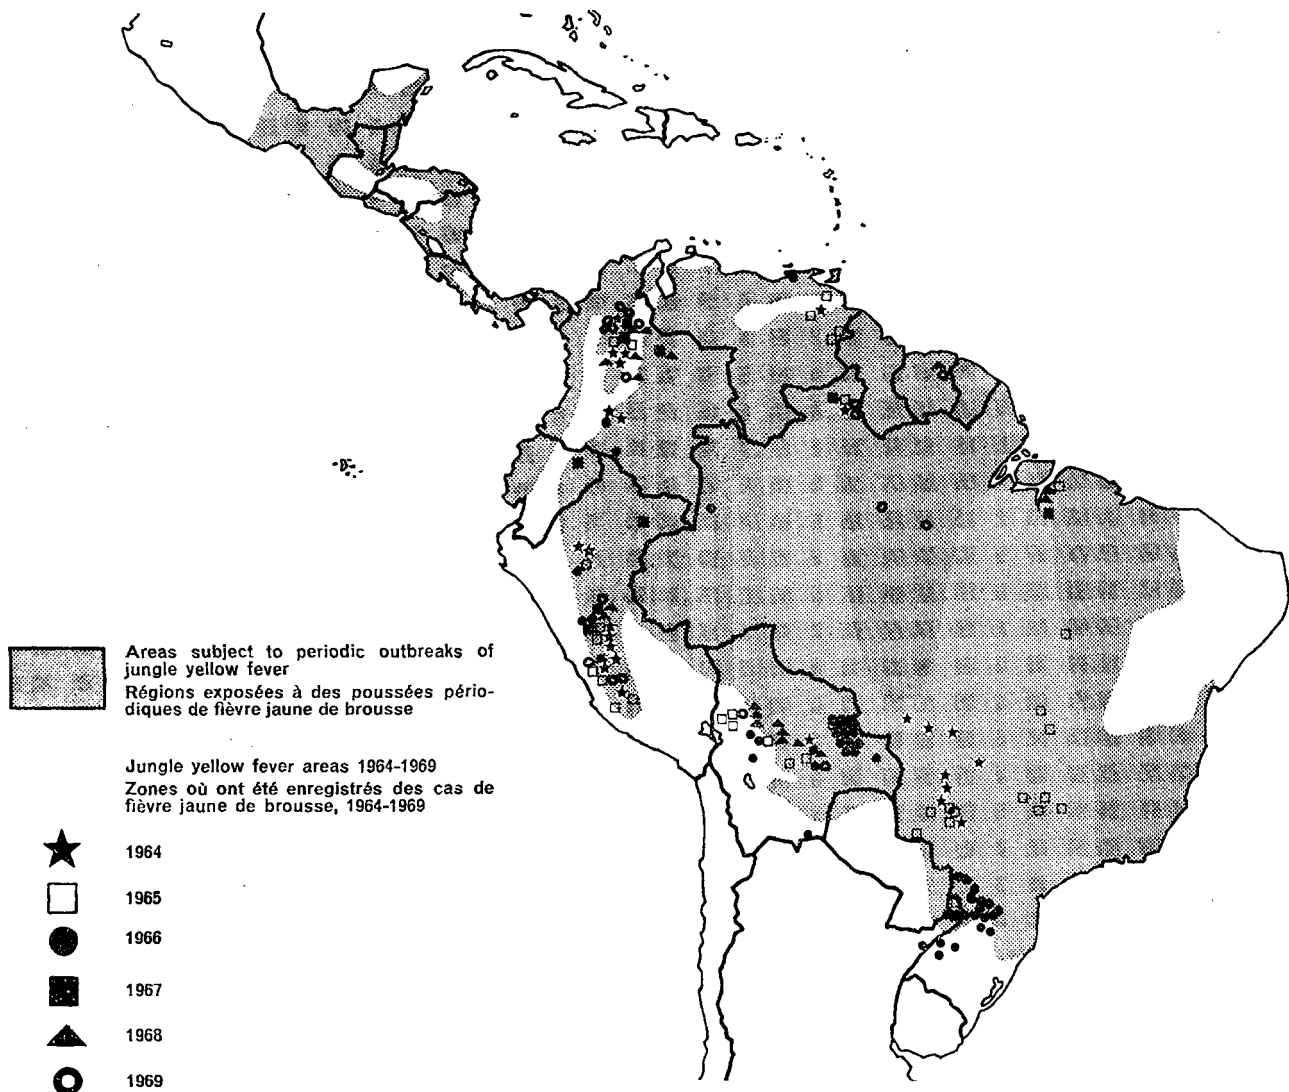 Areas subject to periodic outbreaks of
jungle yellow fever
Régions exposées à des poussées pério-
diques de fièvre jaune de brousse
Jungle yellow fever areas 1964-1969
Zones où ont été enregistrés des cas de
fièvre jaune de brousse, 1964-1969
1964
1965
1966
1967
1968
1969